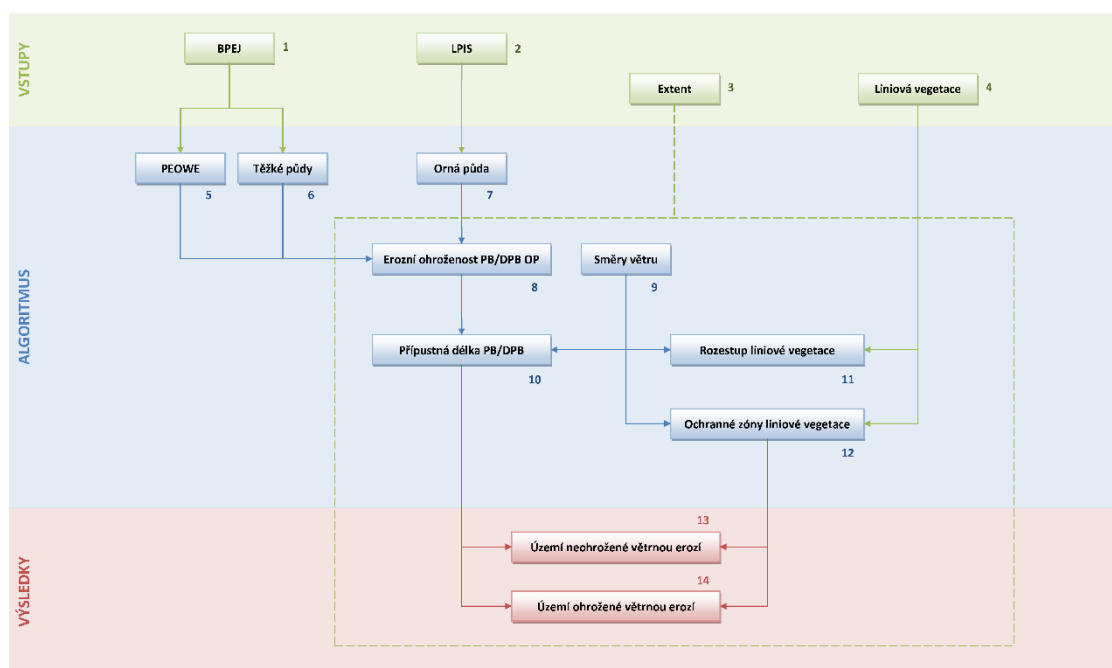 VSTUPY
BPEJ 1
LPIS 2
Extent 3
Liniová vegetace 4
ALGORITMUS
PEOWE
5
Těžké půdy
6
Orná půda
7
Erozní ohroženost PB/DPB OP
8
Směry větru
9
Přípustná délka PB/DPB
10
Rozestup liniové vegetace
11
Ochranné zóny liniové vegetace
12
VÝSLEDKY
13
Území neohrožené větrnou erozí
14
Území ohrožené větrnou erozí